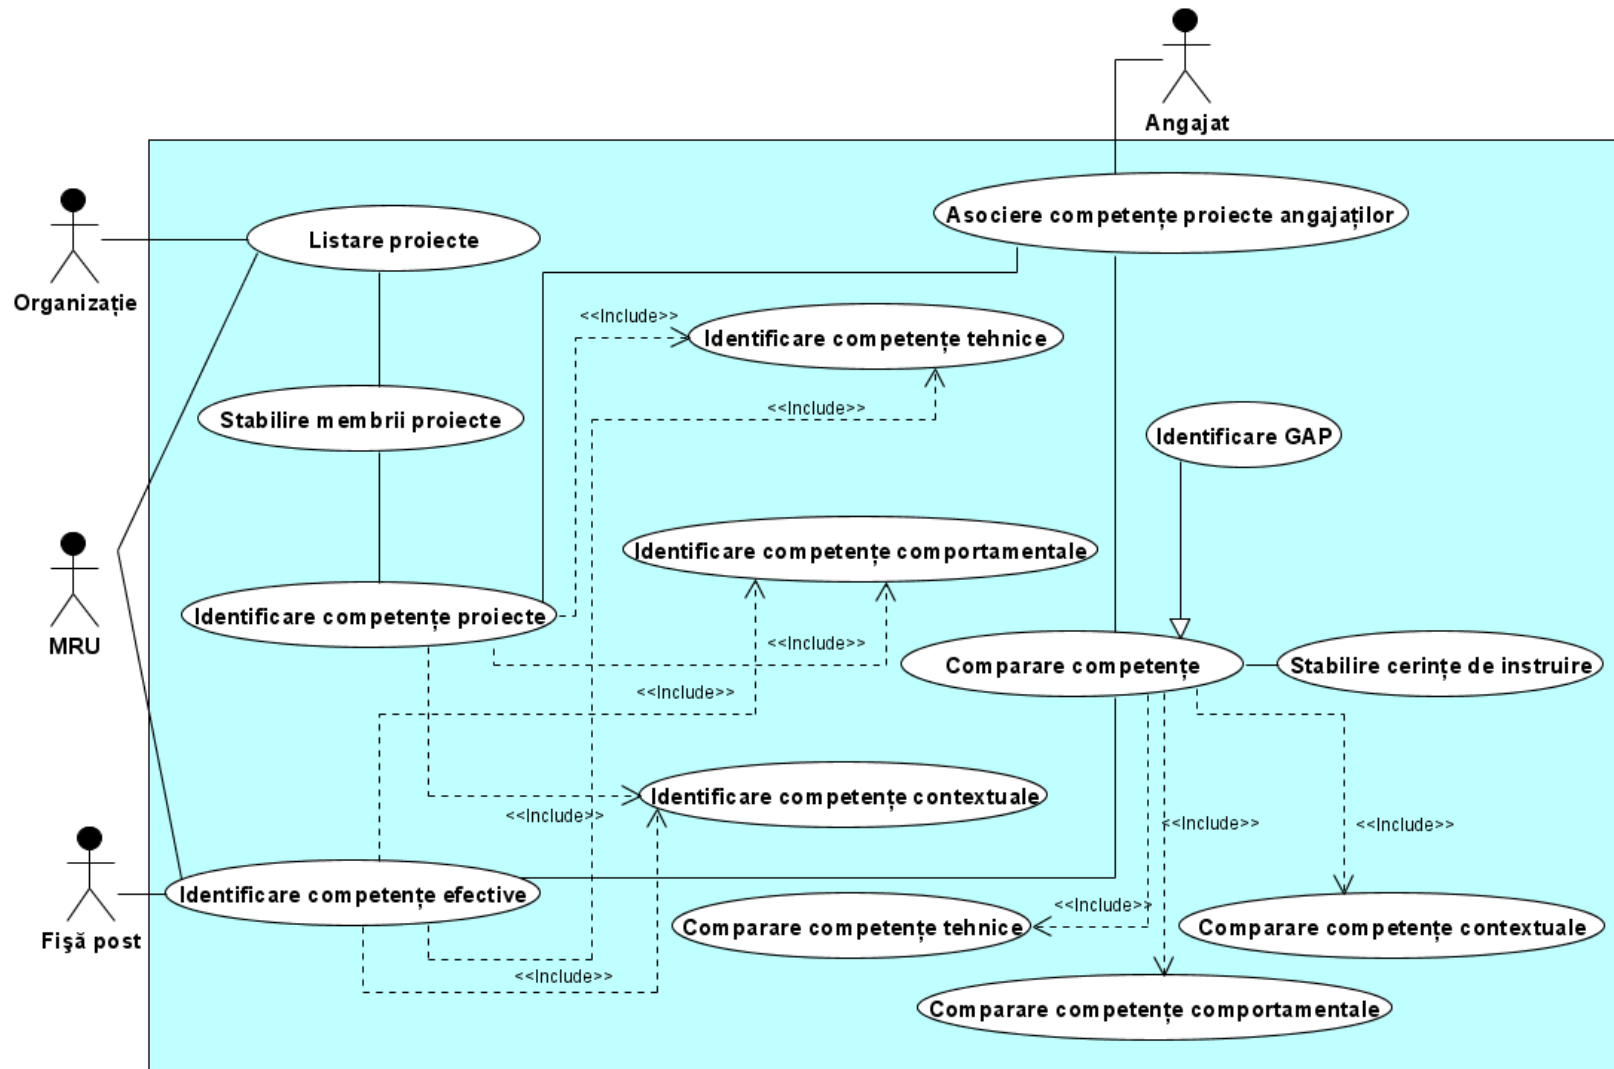 Angajat
Asociere competențe proiecte angajaților
Listare proiecte
Organizație
<<Include>>
Identificare competențe tehnice
<<Include>>
Stabilire membrii proiecte
Identificare GAP
Identificare competențe comportamentale
Identificare competențe proiecte
MRU
<<Include>>
Comparare competențe
Stabilire cerințe de instruire
<<Include>>
Identificare competențe contextuale
<<Include>>
<<Include>>
<<Include>>
Identificare competențe efective
<<Include>>
Fişă post
Comparare competențe tehnice
Comparare competențe contextuale
<<Include>>
Comparare competențe comportamentale